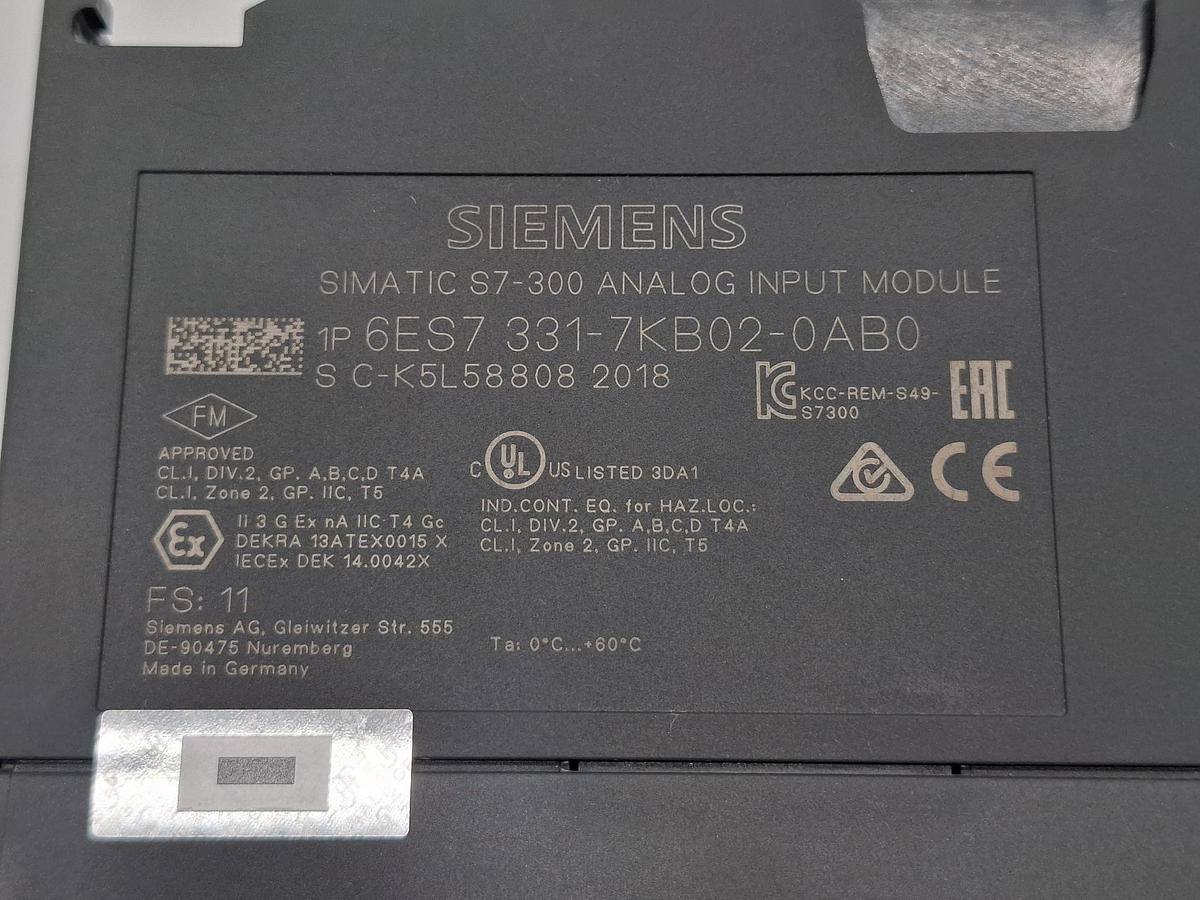 SIEMENS
SIMATIC S7-300 ANALOG INPUT MODULE
1P 6ES7 331-7KB02-0AB0
S C-K5L58808 2018
KCC-REM-S49-
S7300
EAC
FM
APPROVED
CL.I, DIV.2, GP. A,B,C,D T4A
CL.I, Zone 2, GP. IIC, T5
C UL US LISTED 3DA1
IND.CONT. EQ. for HAZ.LOC.:
CL.I, DIV.2, GP. A,B,C,D T4A
CL.I, Zone 2, GP. IIC, T5
CE
Ex
II 3 G Ex nA IIC T4 Gc
DEKRA 13ATEX0015 X
IECEx DEK 14.0042X
FS: 11
Siemens AG, Gleiwitzer Str. 555
DE-90475 Nuremberg
Made in Germany
Ta: 0°C...+60°C